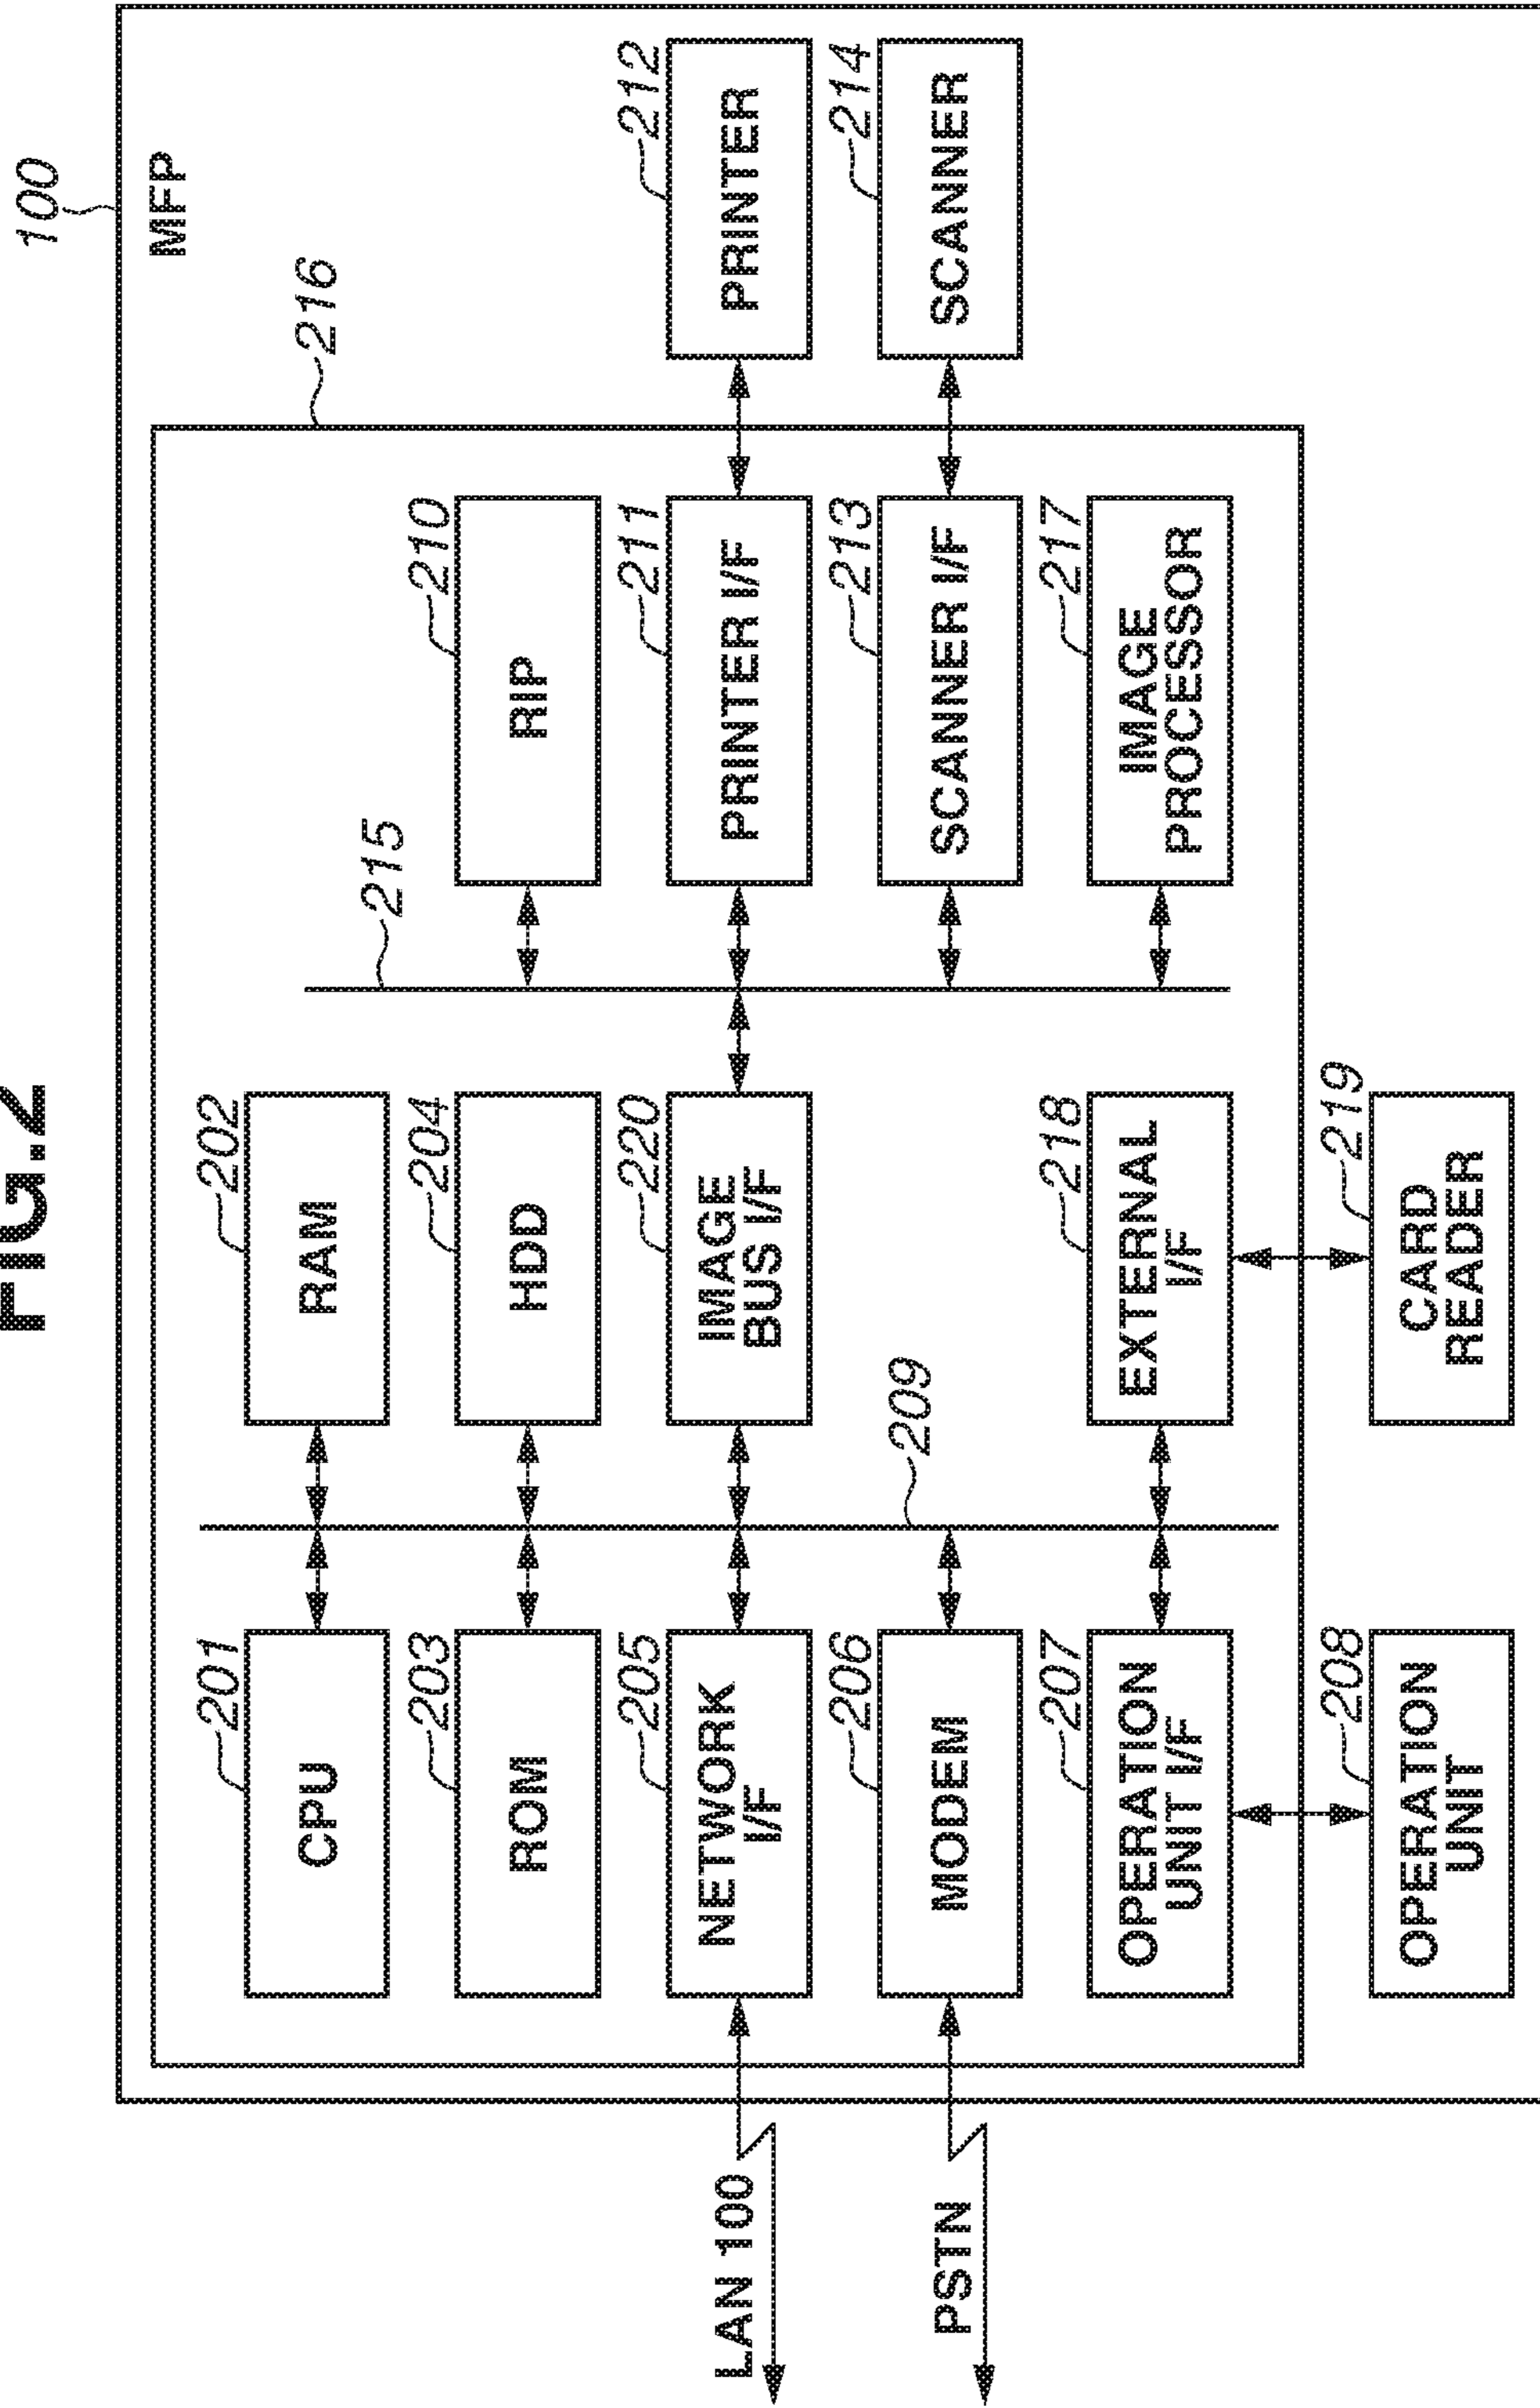 FIG.2
100
MFP
216
201
CPU
202
RAM
215
203
ROM
204
HDD
210
RIP
205
NETWORK
I/F
220
IMAGE
BUS I/F
211
PRINTER I/F
212
PRINTER
LAN 100
206
MODEM
209
213
SCANNER I/F
214
SCANNER
PSTN
207
OPERATION
UNIT I/F
218
EXTERNAL
I/F
217
IMAGE
PROCESSOR
208
OPERATION
UNIT
219
CARD
READER